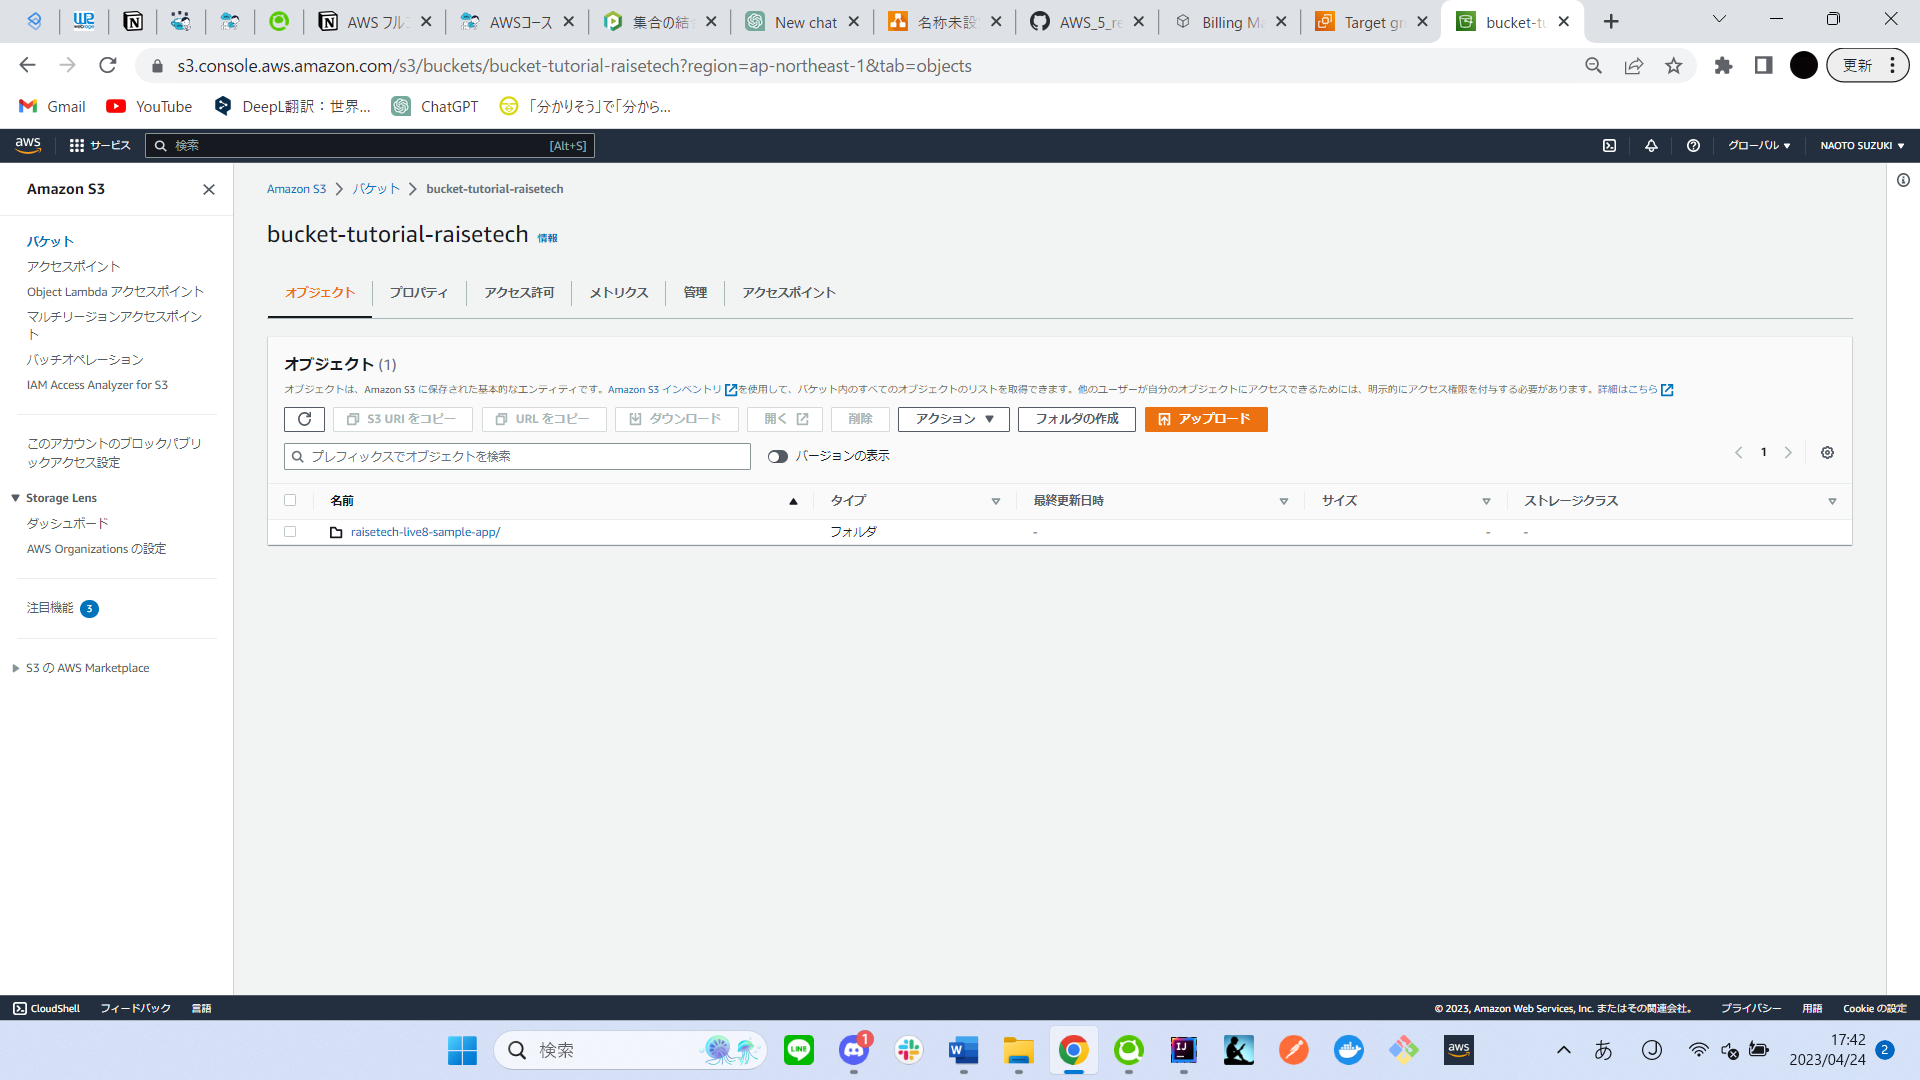 AWS フル
AWSコース
集合の結
New chat
名称未設
AWS_5_re
Billing Ma
Target gr
bucket-tu
s3.console.aws.amazon.com/s3/buckets/bucket-tutorial-raisetech?region=ap-northeast-1&tab=objects
更新
Gmail
YouTube
DeepL翻訳：世界...
ChatGPT
「分かりそう」で「分から...
aws
サービス
検索
[Alt+S]
グローバル ▼
NAOTO SUZUKI ▼
Amazon S3
バケット
アクセスポイント
Object Lambda アクセスポイント
マルチリージョンアクセスポイン
ト
バッチオペレーション
IAM Access Analyzer for S3
このアカウントのブロックパブリ
ックアクセス設定
▼ Storage Lens
ダッシュボード
AWS Organizations の設定
注目機能 3
S3 の AWS Marketplace
Amazon S3 > バケット > bucket-tutorial-raisetech
bucket-tutorial-raisetech 情報
オブジェクト
プロパティ
アクセス許可
メトリクス
管理
アクセスポイント
オブジェクト (1)
オブジェクトは、Amazon S3 に保存された基本的なエンティティです。Amazon S3 インベントリ を使用して、バケット内のすべてのオブジェクトのリストを取得できます。他のユーザーが自分のオブジェクトにアクセスできるためには、明示的にアクセス権限を付与する必要があります。詳細はこちら
S3 URI をコピー
URL をコピー
ダウンロード
開く
削除
アクション ▼
フォルダの作成
アップロード
プレフィックスでオブジェクトを検索
バージョンの表示
< 1 >
名前
タイプ
最終更新日時
サイズ
ストレージクラス
raisetech-live8-sample-app/
フォルダ
-
-
-
CloudShell
フィードバック
言語
© 2023, Amazon Web Services, Inc. またはその関連会社。
プライバシー
用語
Cookie の設定
検索
LINE
1
W
IJ
aws
あ
J
17:42
2023/04/24
2